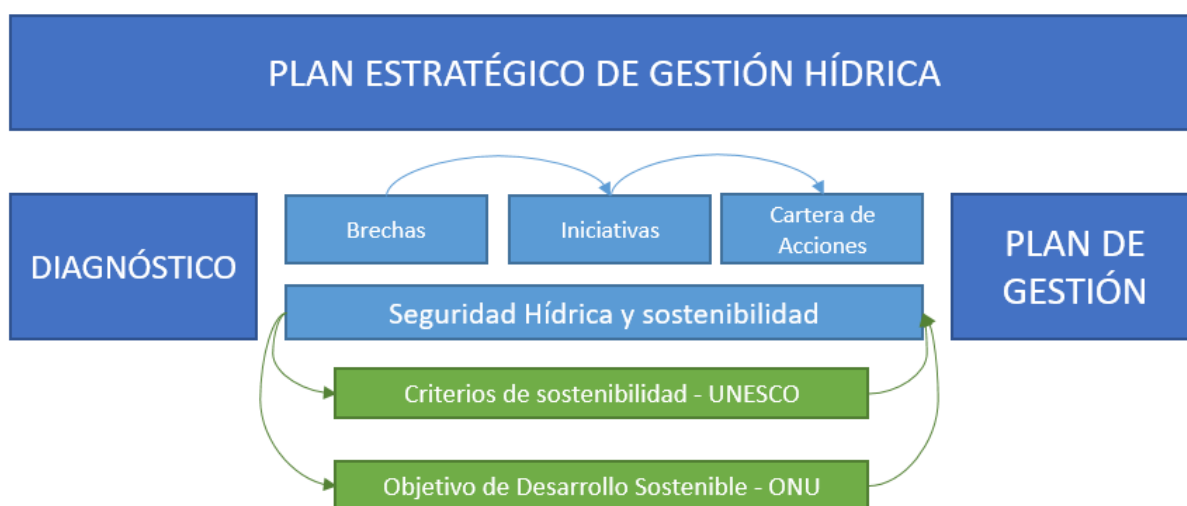 PLAN ESTRATÉGICO DE GESTIÓN HÍDRICA
DIAGNÓSTICO
Brechas
Iniciativas
Cartera de
Acciones
Seguridad Hídrica y sostenibilidad
PLAN DE
GESTIÓN
Criterios de sostenibilidad - UNESCO
Objetivo de Desarrollo Sostenible - ONU